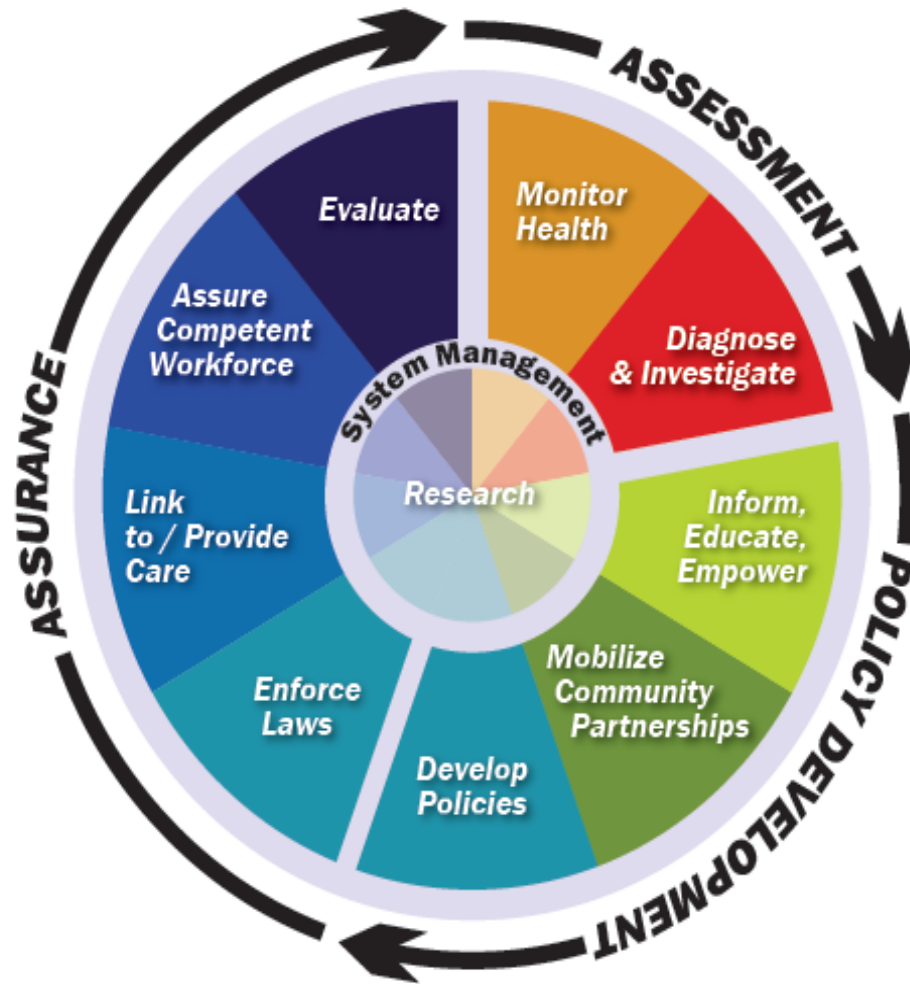 ASSESSMENT
Monitor
Health
Diagnose
& Investigate
POLICY DEVELOPMENT
Inform,
Educate,
Empower
Mobilize
Community
Partnerships
Develop
Policies
ASSURANCE
Enforce
Laws
Link
to / Provide
Care
Assure
Competent
Workforce
Evaluate
System Management
Research